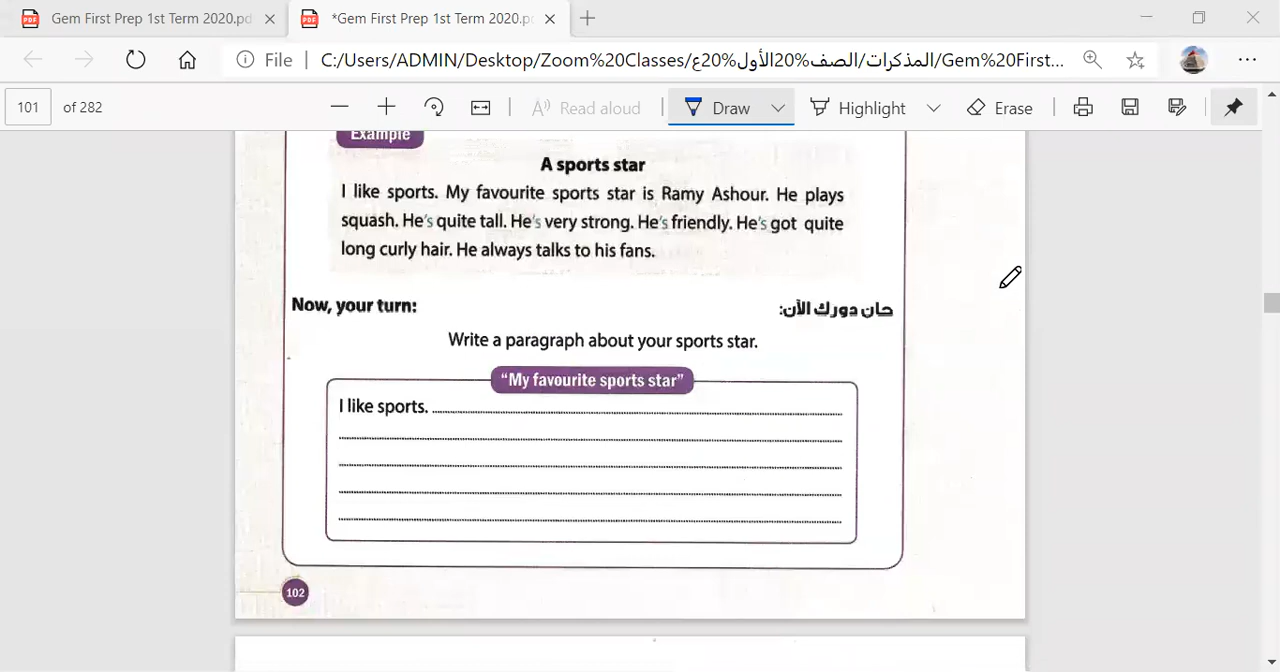 Gem First Prep 1st Term 2020.pd
*Gem First Prep 1st Term 2020.p
File
C:/Users/ADMIN/Desktop/Zoom%20Classes/المذكرات/الصف%20الأول%20ع/Gem%20First...
101 of 282
Read aloud
Draw
Highlight
Erase
Example
A sports star
I like sports. My favourite sports star is Ramy Ashour. He plays
squash. He's quite tall. He's very strong. He's friendly. He's got quite
long curly hair. He always talks to his fans.
Now, your turn:
حان دورك الآن:
Write a paragraph about your sports star.
"My favourite sports star"
I like sports.
102